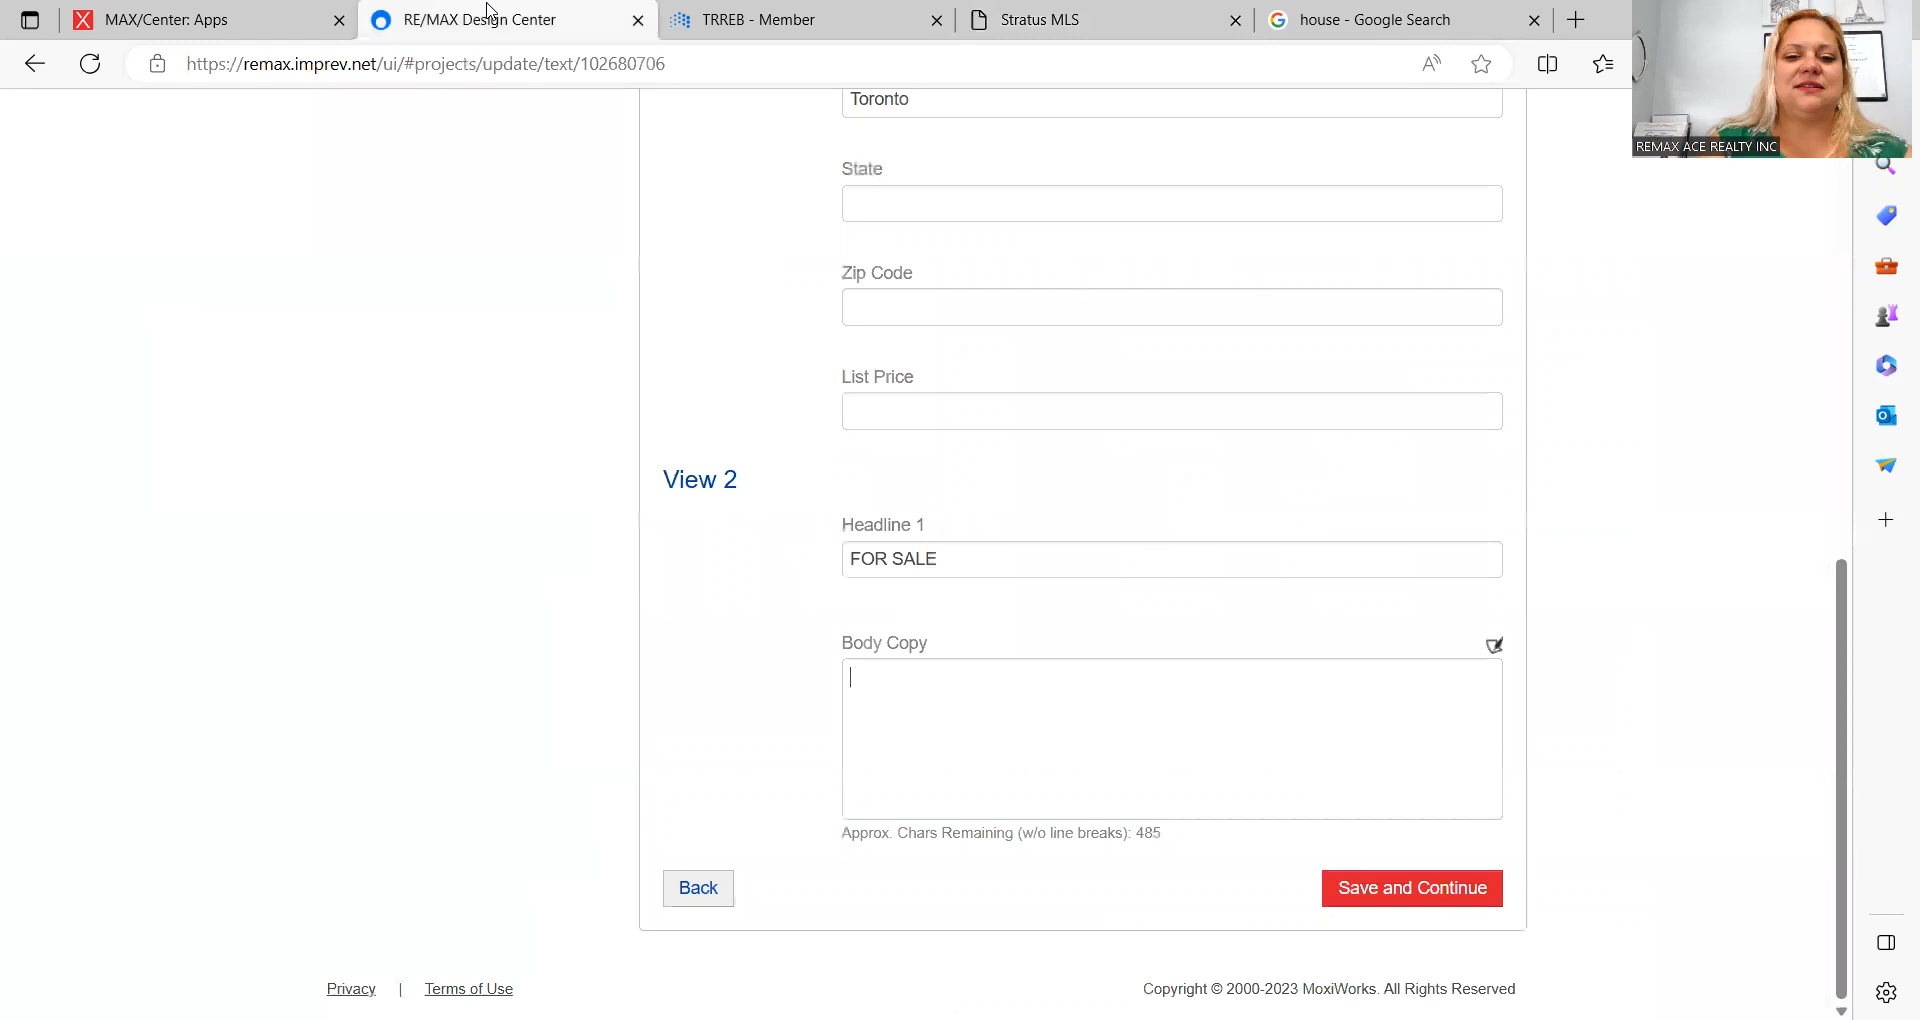 MAX/Center: Apps
RE/MAX Design Center
TRREB - Member
Stratus MLS
house - Google Search
https://remax.imprev.net/ui/#projects/update/text/102680706
REMAX ACE REALTY INC
Toronto
State
Zip Code
List Price
View 2
Headline 1
FOR SALE
Body Copy
Approx. Chars Remaining (w/o line breaks): 485
Back
Save and Continue
Privacy | Terms of Use
Copyright © 2000-2023 MoxiWorks. All Rights Reserved